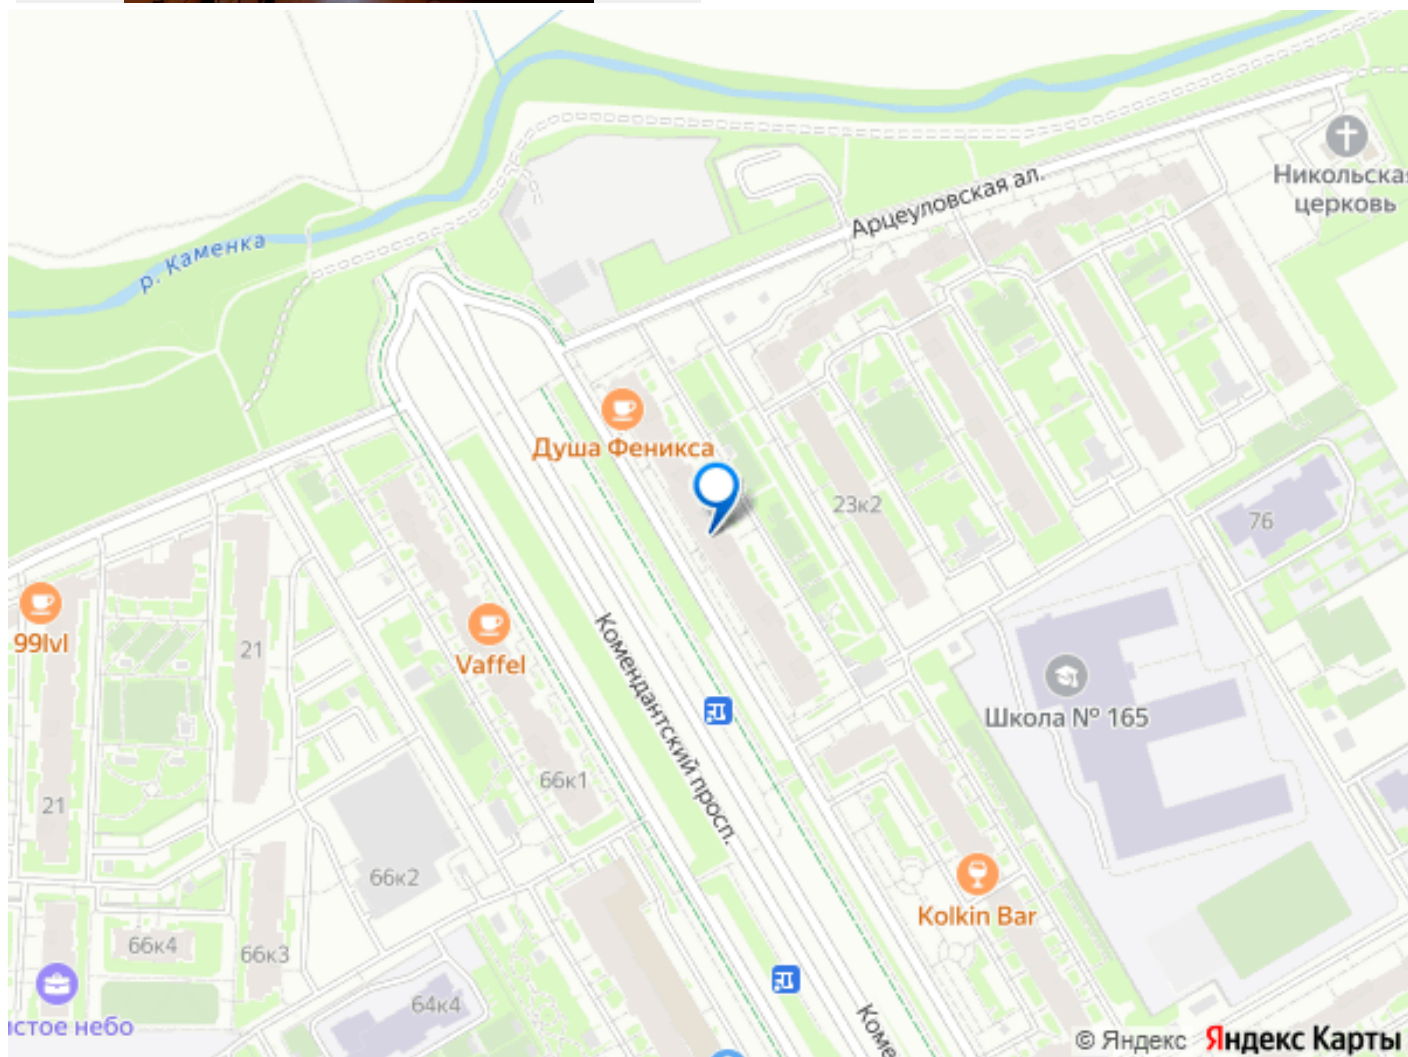 Никольска
церковь
Арцеуловская ал.
р. Каменка
Душа Феникса
23к2
76
99lvl
21
Vaffel
Комендантский просп.
Школа № 165
66к1
21
66к2
Kolkin Bar
66к4
66к3
64к4
истое небо
Коме
© Яндекс Яндекс Карты